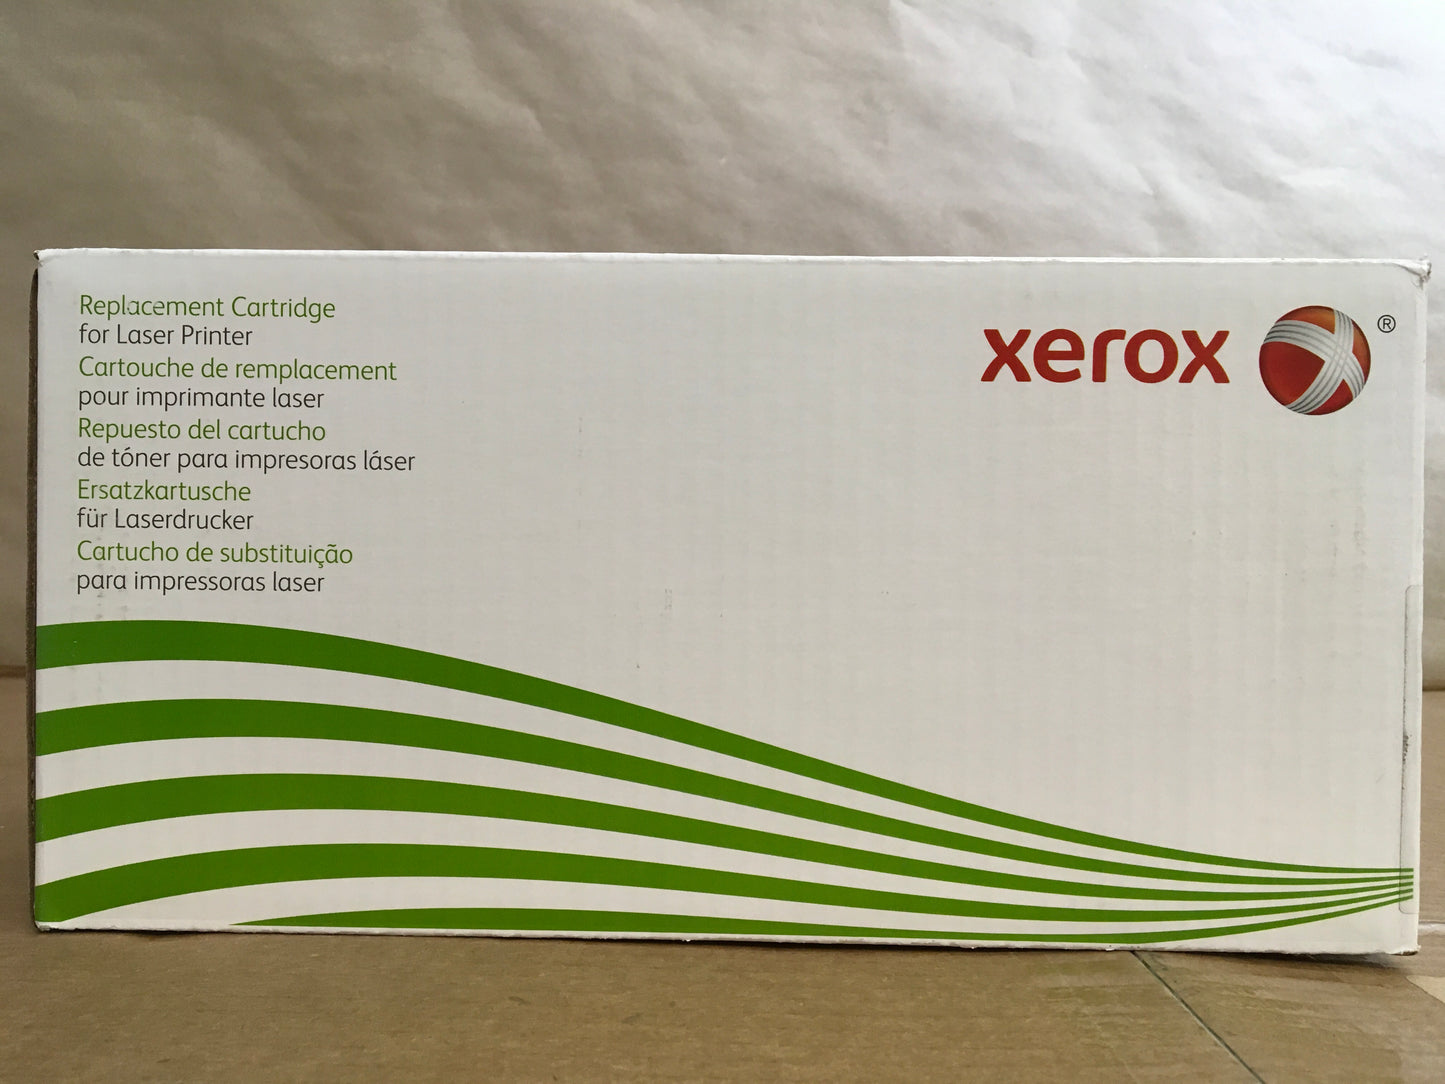 Replacement Cartridge
for Laser Printer
Cartouche de remplacement
pour imprimante laser
Repuesto del cartucho
de tóner para impresoras láser
Ersatzkartusche
für Laserdrucker
Cartucho de substituição
para impressoras laser
xerox ®